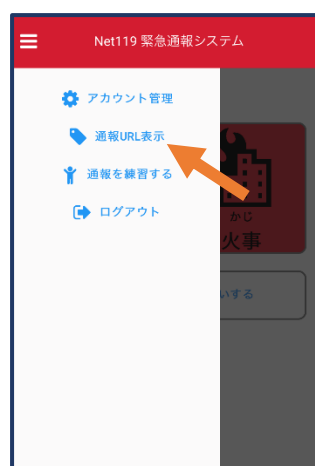 Net119 緊急通報システム
アカウント管理
通報URL表示
通報を練習する
ログアウト
かじ
火事
いする